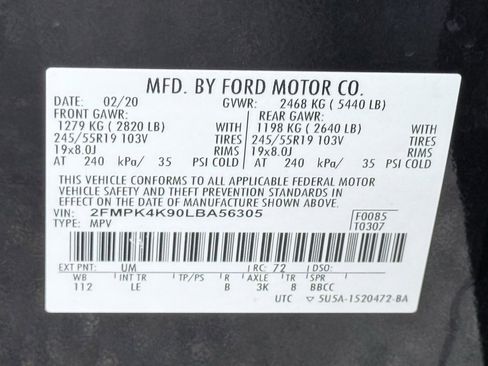 MFD. BY FORD MOTOR CO.
DATE: 02/20 GVWR: 2468 KG ( 5440 LB)
FRONT GAWR: REAR GAWR:
1279 KG ( 2820 LB) WITH 1198 KG ( 2640 LB) WITH
245/55R19 103V TIRES 245/55R19 103V TIRES
19x8.0J RIMS 19x8.0J RIMS
AT 240 kPa/ 35 PSI COLD AT 240 kPa/ 35 PSI COLD
THIS VEHICLE CONFORMS TO ALL APPLICABLE FEDERAL MOTOR
VEHICLE SAFETY AND THEFT PREVENTION STANDARDS IN
EFFECT ON THE DATE OF MANUFACTURE SHOWN ABOVE.
VIN: 2FMPK4K90LBA56305 F0085
TYPE: MPV T0307
EXT PNT: UM RC: 72 DSO:
WB INT TR TP/PS R AXLE TR SPR
112 LE B 3K 8 BBCC
UTC 5U5A-1520472-BA